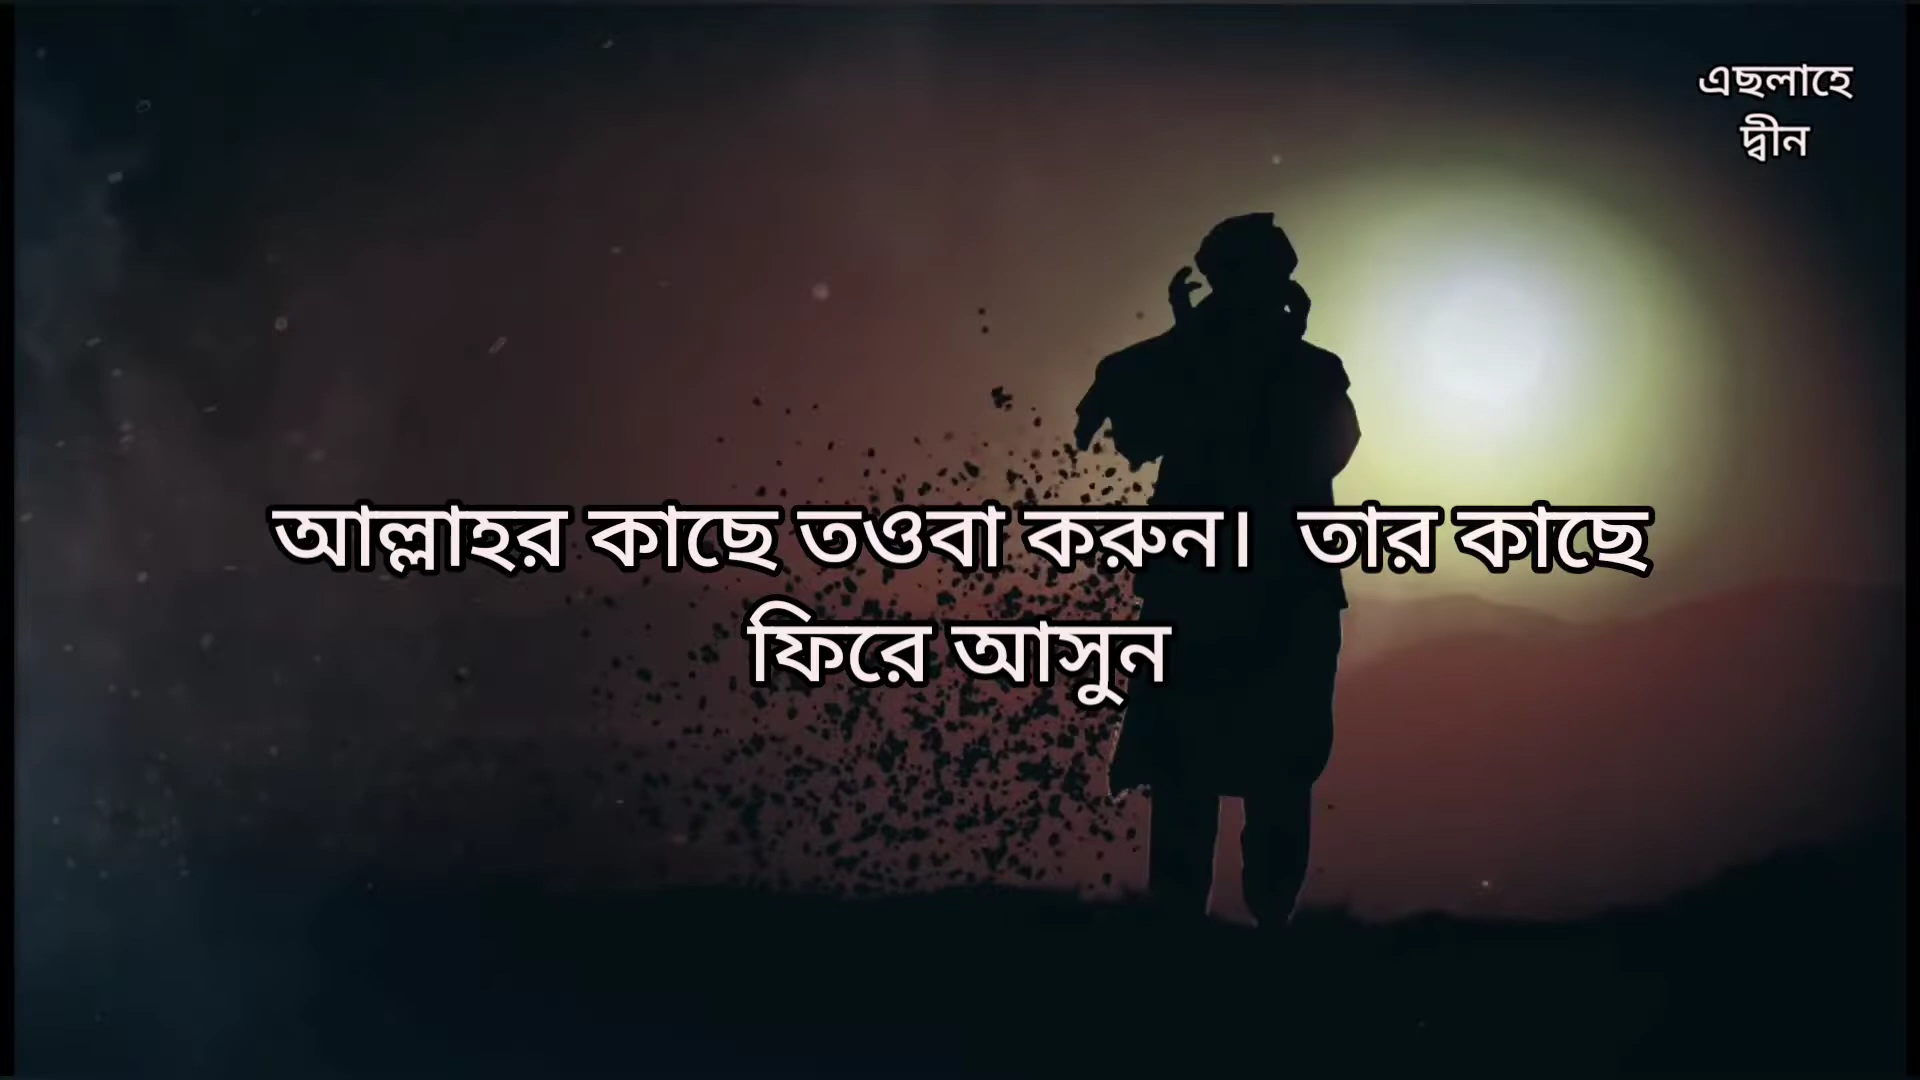 এছলাহে
দ্বীন
আল্লাহর কাছে তওবা করুন। তার কাছে
ফিরে আসুন